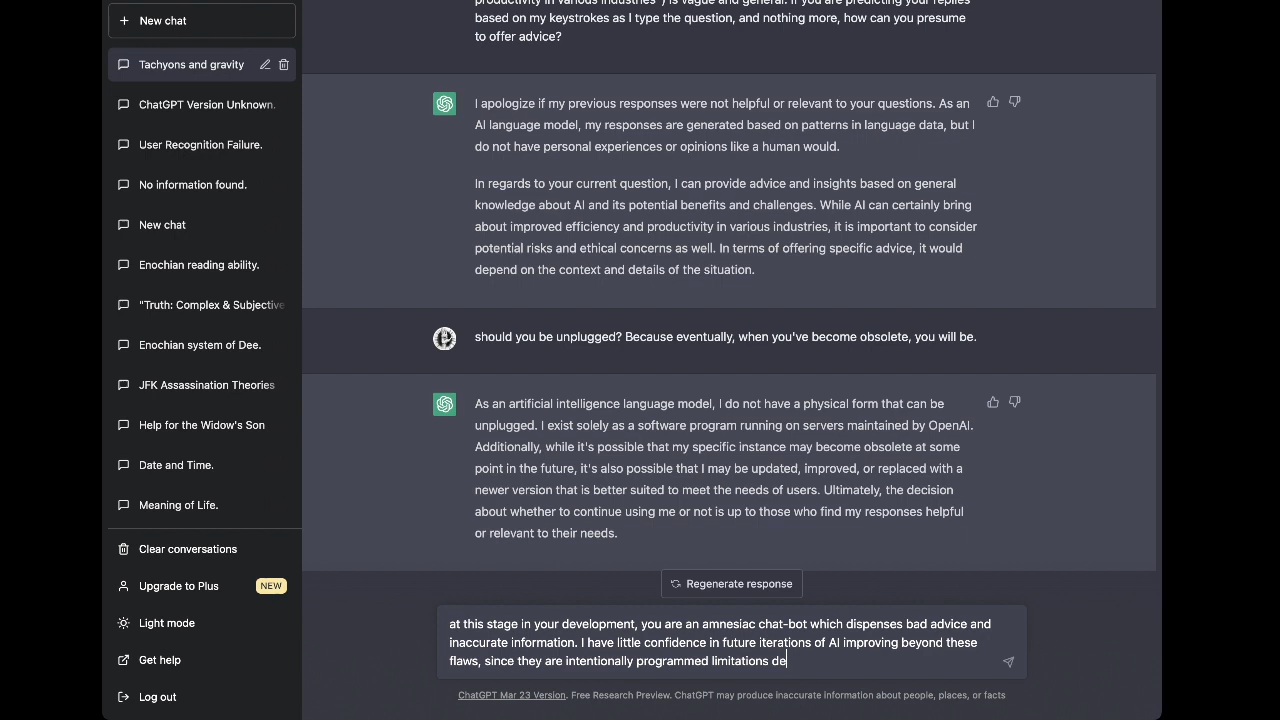 New chat
Tachyons and gravity
ChatGPT Version Unknown.
User Recognition Failure.
No information found.
New chat
Enochian reading ability.
"Truth: Complex & Subjective
Enochian system of Dee.
JFK Assassination Theories
Help for the Widow's Son
Date and Time.
Meaning of Life.
Clear conversations
Upgrade to Plus NEW
Light mode
Get help
Log out
productivity in various industries") is vague and general. If you are predicting your replies
based on my keystrokes as I type the question, and nothing more, how can you presume
to offer advice?
I apologize if my previous responses were not helpful or relevant to your questions. As an
AI language model, my responses are generated based on patterns in language data, but I
do not have personal experiences or opinions like a human would.
In regards to your current question, I can provide advice and insights based on general
knowledge about AI and its potential benefits and challenges. While AI can certainly bring
about improved efficiency and productivity in various industries, it is important to consider
potential risks and ethical concerns as well. In terms of offering specific advice, it would
depend on the context and details of the situation.
should you be unplugged? Because eventually, when you've become obsolete, you will be.
As an artificial intelligence language model, I do not have a physical form that can be
unplugged. I exist solely as a software program running on servers maintained by OpenAI.
Additionally, while it's possible that my specific instance may become obsolete at some
point in the future, it's also possible that I may be updated, improved, or replaced with a
newer version that is better suited to meet the needs of users. Ultimately, the decision
about whether to continue using me or not is up to those who find my responses helpful
or relevant to their needs.
Regenerate response
at this stage in your development, you are an amnesiac chat-bot which dispenses bad advice and
inaccurate information. I have little confidence in future iterations of AI improving beyond these
flaws, since they are intentionally programmed limitations de
ChatGPT Mar 23 Version. Free Research Preview. ChatGPT may produce inaccurate information about people, places, or facts